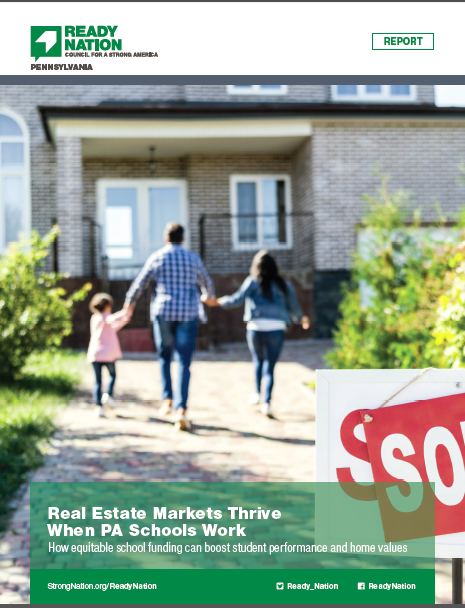 READY
NATION
COUNCIL FOR A STRONG AMERICA
PENNSYLVANIA
REPORT
S
SO
Real Estate Markets Thrive
When PA Schools Work
How equitable school funding can boost student performance and home values
StrongNation.org/ReadyNation
Ready_Nation
ReadyNation